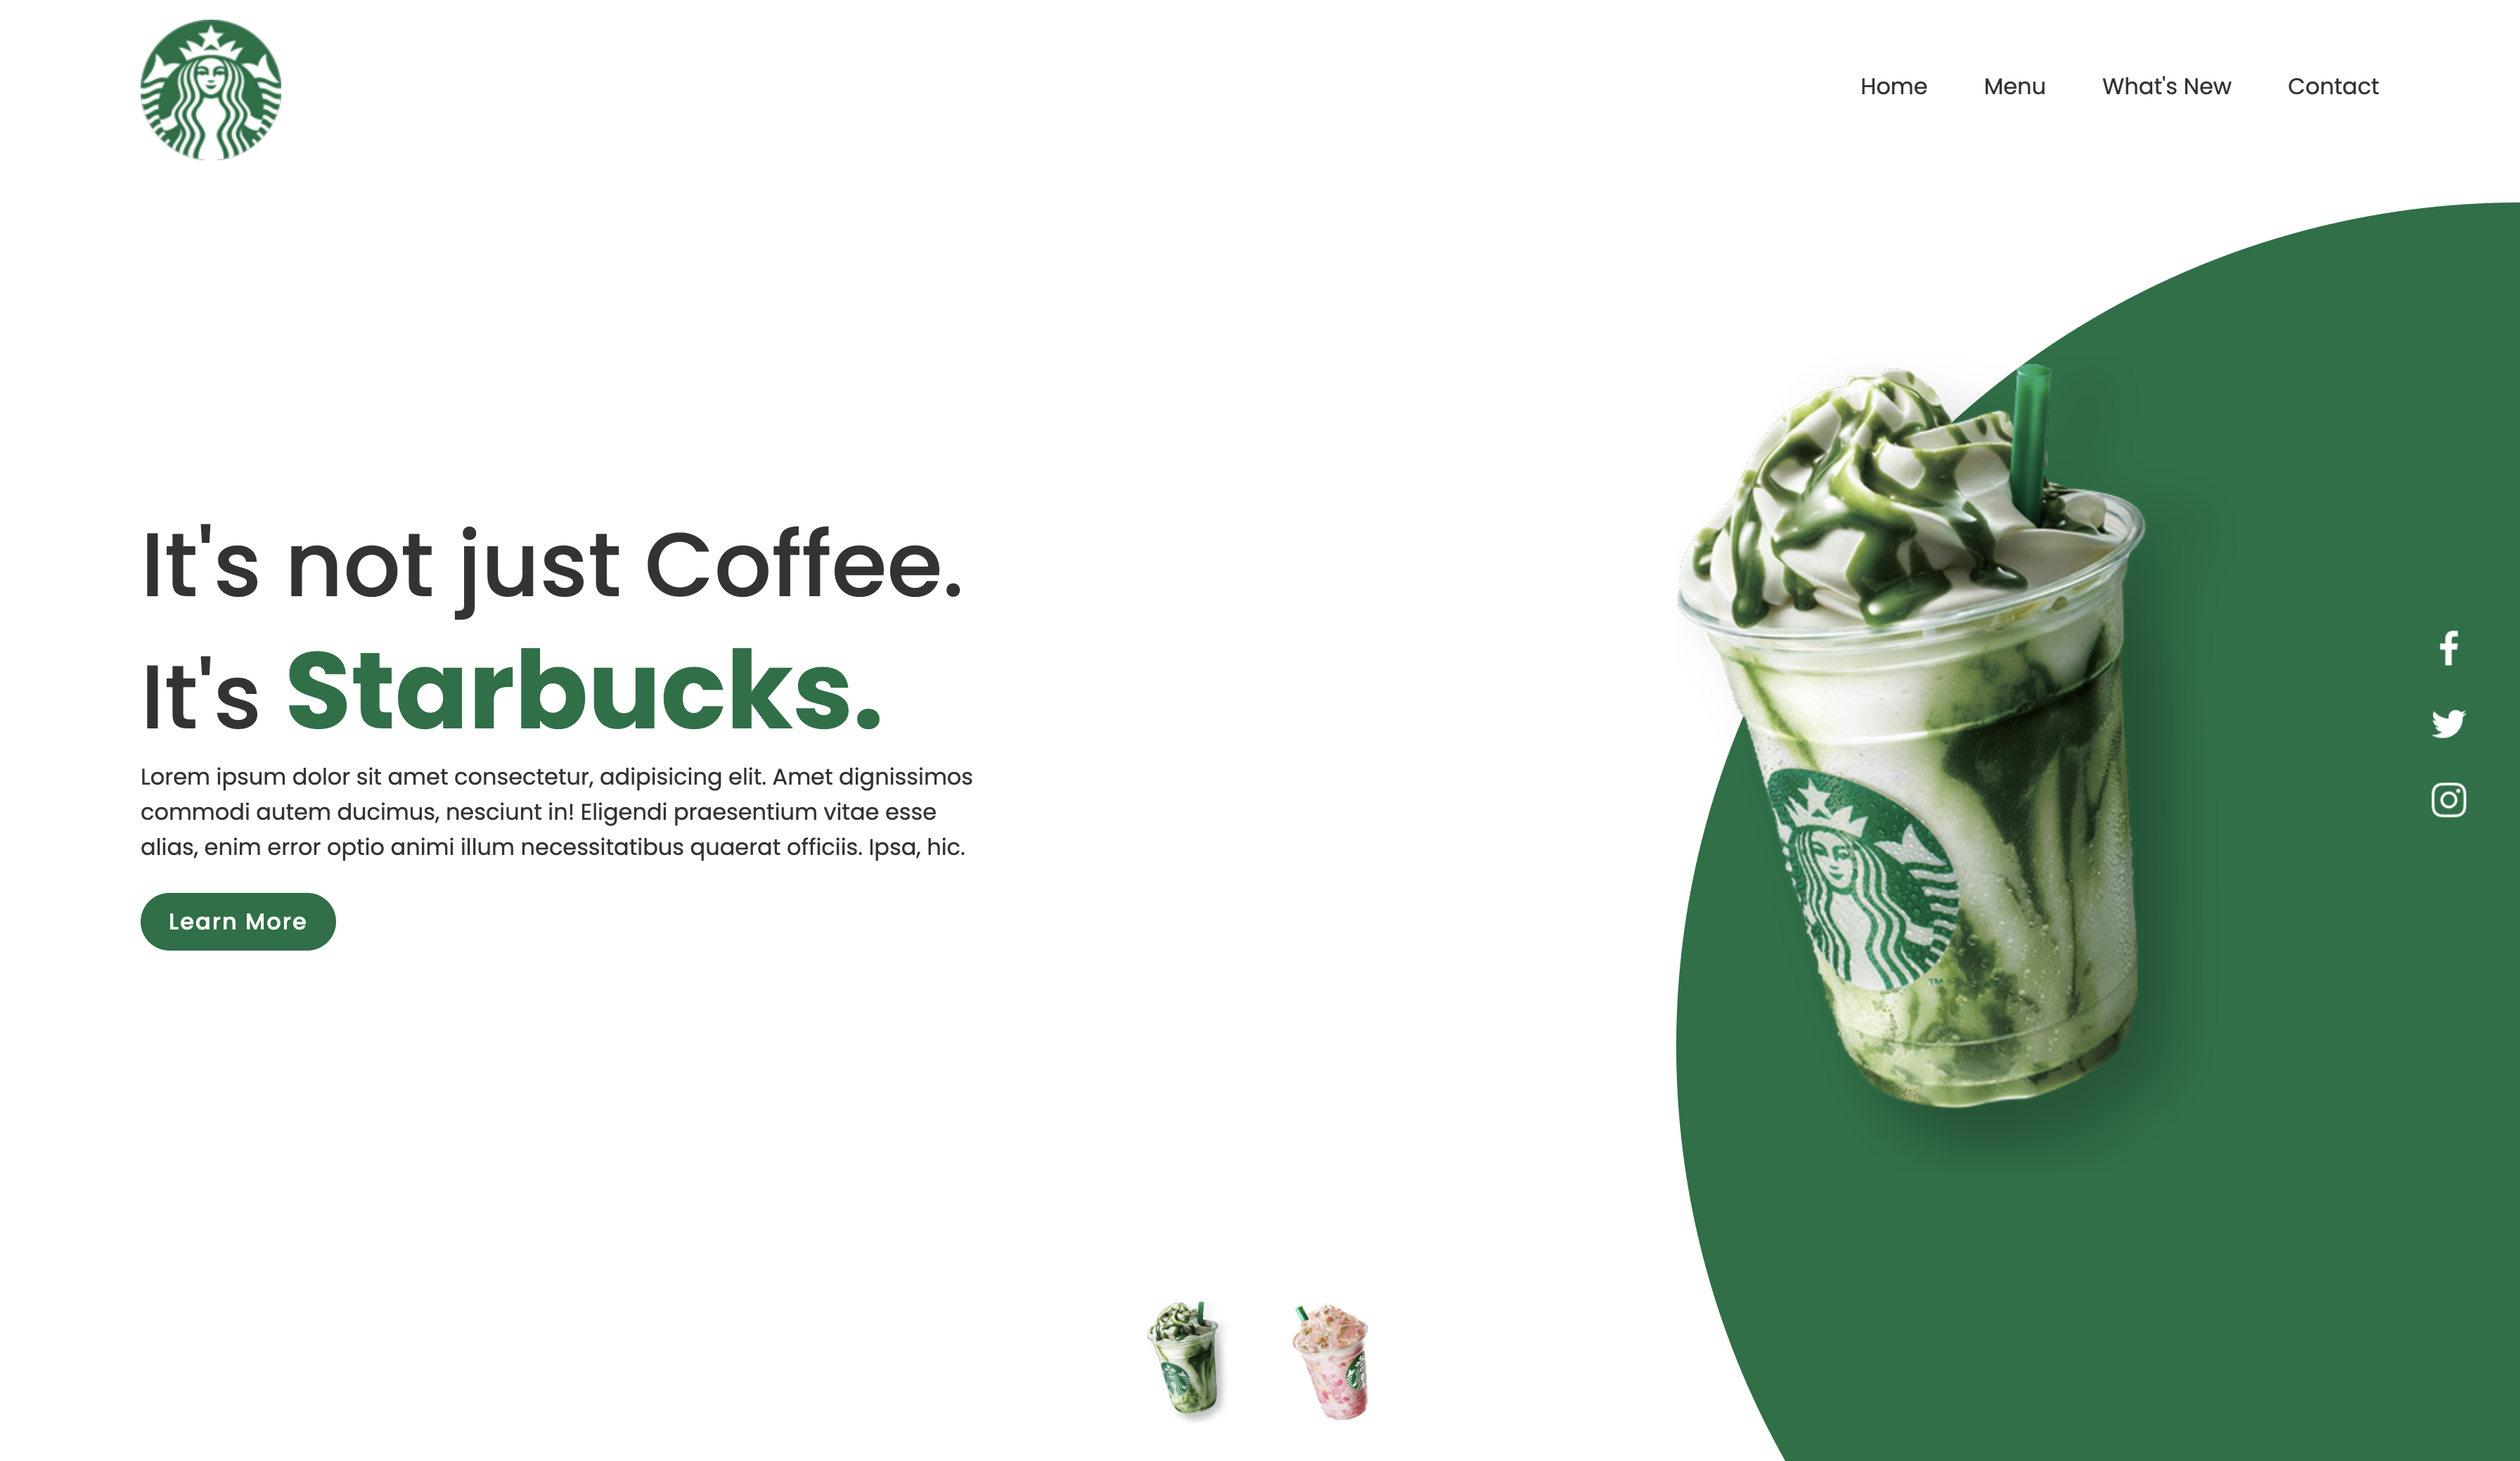 Home Menu What's New Contact
It's not just Coffee.
It's Starbucks.
Lorem ipsum dolor sit amet consectetur, adipisicing elit. Amet dignissimos
commodi autem ducimus, nesciunt in! Eligendi praesentium vitae esse
alias, enim error optio animi illum necessitatibus quaerat officiis. Ipsa, hic.
Learn More
TM